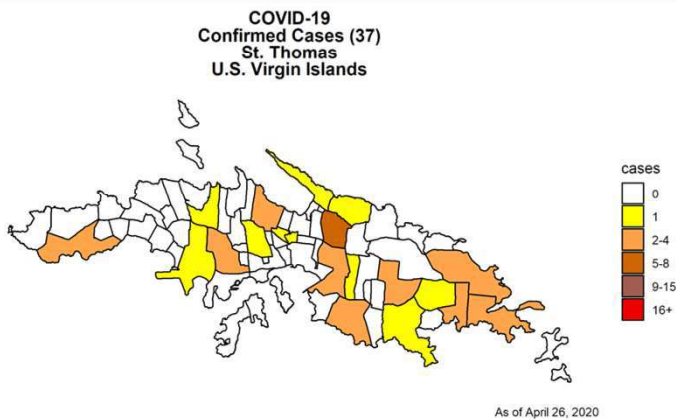 COVID-19
Confirmed Cases (37)
St. Thomas
U.S. Virgin Islands
cases
0
1
2-4
5-8
9-15
16+
As of April 26, 2020